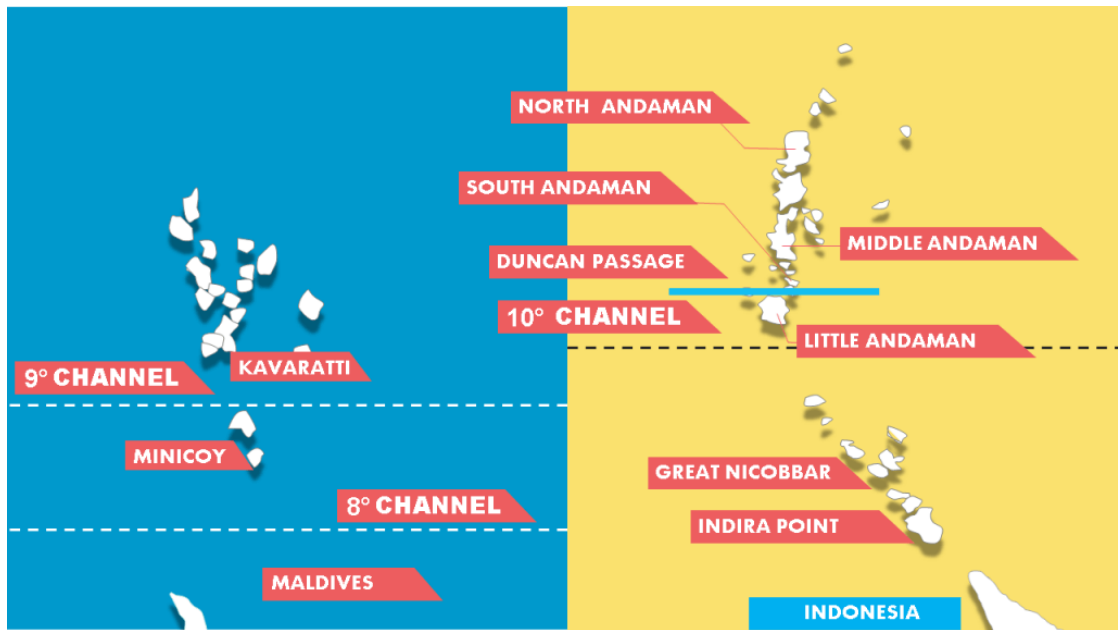 NORTH ANDAMAN
SOUTH ANDAMAN
MIDDLE ANDAMAN
DUNCAN PASSAGE
10° CHANNEL
LITTLE ANDAMAN
KAVARATTI
9° CHANNEL
MINICOY
GREAT NICOBBAR
8° CHANNEL
INDIRA POINT
MALDIVES
INDONESIA